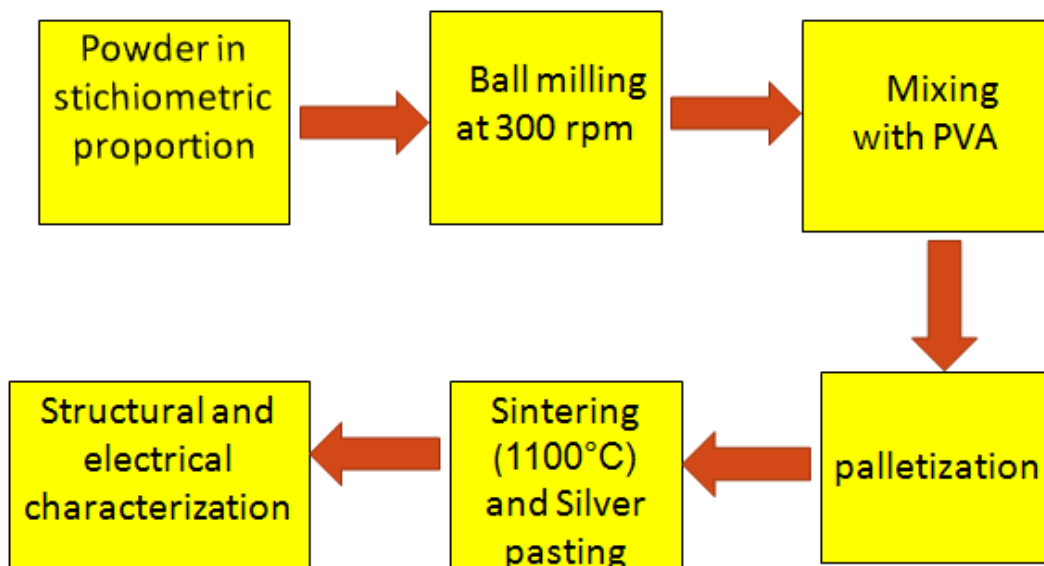 Powder in
stichiometric
proportion
Ball milling
at 300 rpm
Mixing
with PVA
palletization
Sintering
(1100°C)
and Silver
pasting
Structural and
electrical
characterization